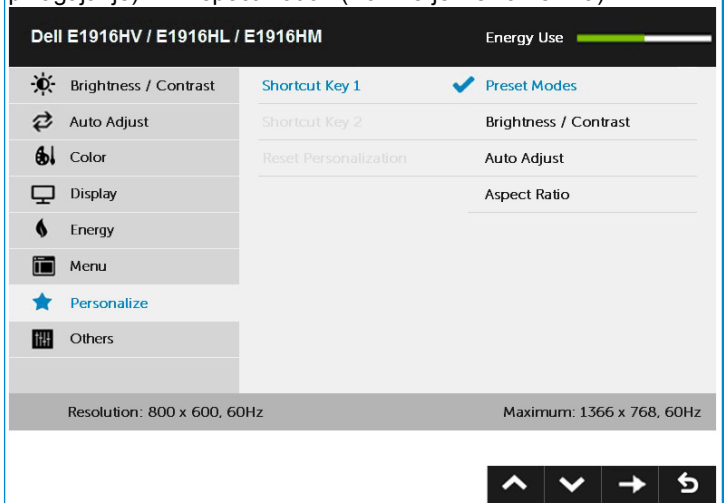 Dell E1916HV / E1916HL / E1916HM Energy Use
Brightness / Contrast Shortcut Key 1 Preset Modes
Auto Adjust Shortcut Key 2 Brightness / Contrast
Color Reset Personalization Auto Adjust
Display Aspect Ratio
Energy
Menu
Personalize
Others
Resolution: 800 x 600, 60Hz Maximum: 1366 x 768, 60Hz